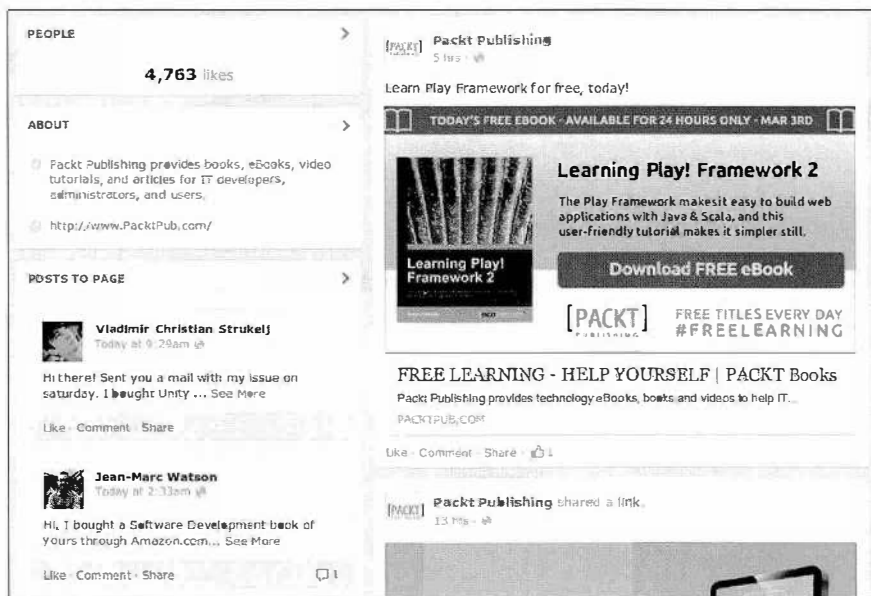 PEOPLE
4,763 likes
ABOUT
Packt Publishing provides books, eBooks, video
tutorials, and articles for IT developers,
administrators, and users.
http://www.PacktPub.com/
POSTS TO PAGE
Vladimir Christian Strukelj
Today at 9:29am
Hi there! Sent you a mail with my issue on
saturday. I bought Unity ... See More
Like · Comment · Share
Jean-Marc Watson
Today at 2:33am
Hi, I bought a Software Development book of
yours through Amazon.com... See More
Like · Comment · Share 1
[PACKT] Packt Publishing
5 hrs ·
Learn Play Framework for free, today!
TODAY'S FREE EBOOK - AVAILABLE FOR 24 HOURS ONLY - MAR 3RD
Learning Play! Framework 2
The Play Framework makes it easy to build web
applications with Java & Scala, and this
user-friendly tutorial makes it simpler still.
Learning Play!
Framework 2
Download FREE eBook
[PACKT]
PUBLISHING
FREE TITLES EVERY DAY
#FREELEARNING
FREE LEARNING - HELP YOURSELF | PACKT Books
Packt Publishing provides technology eBooks, books and videos to help IT...
PACKTPUB.COM
Like · Comment · Share · 1
[PACKT] Packt Publishing shared a link.
13 hrs ·